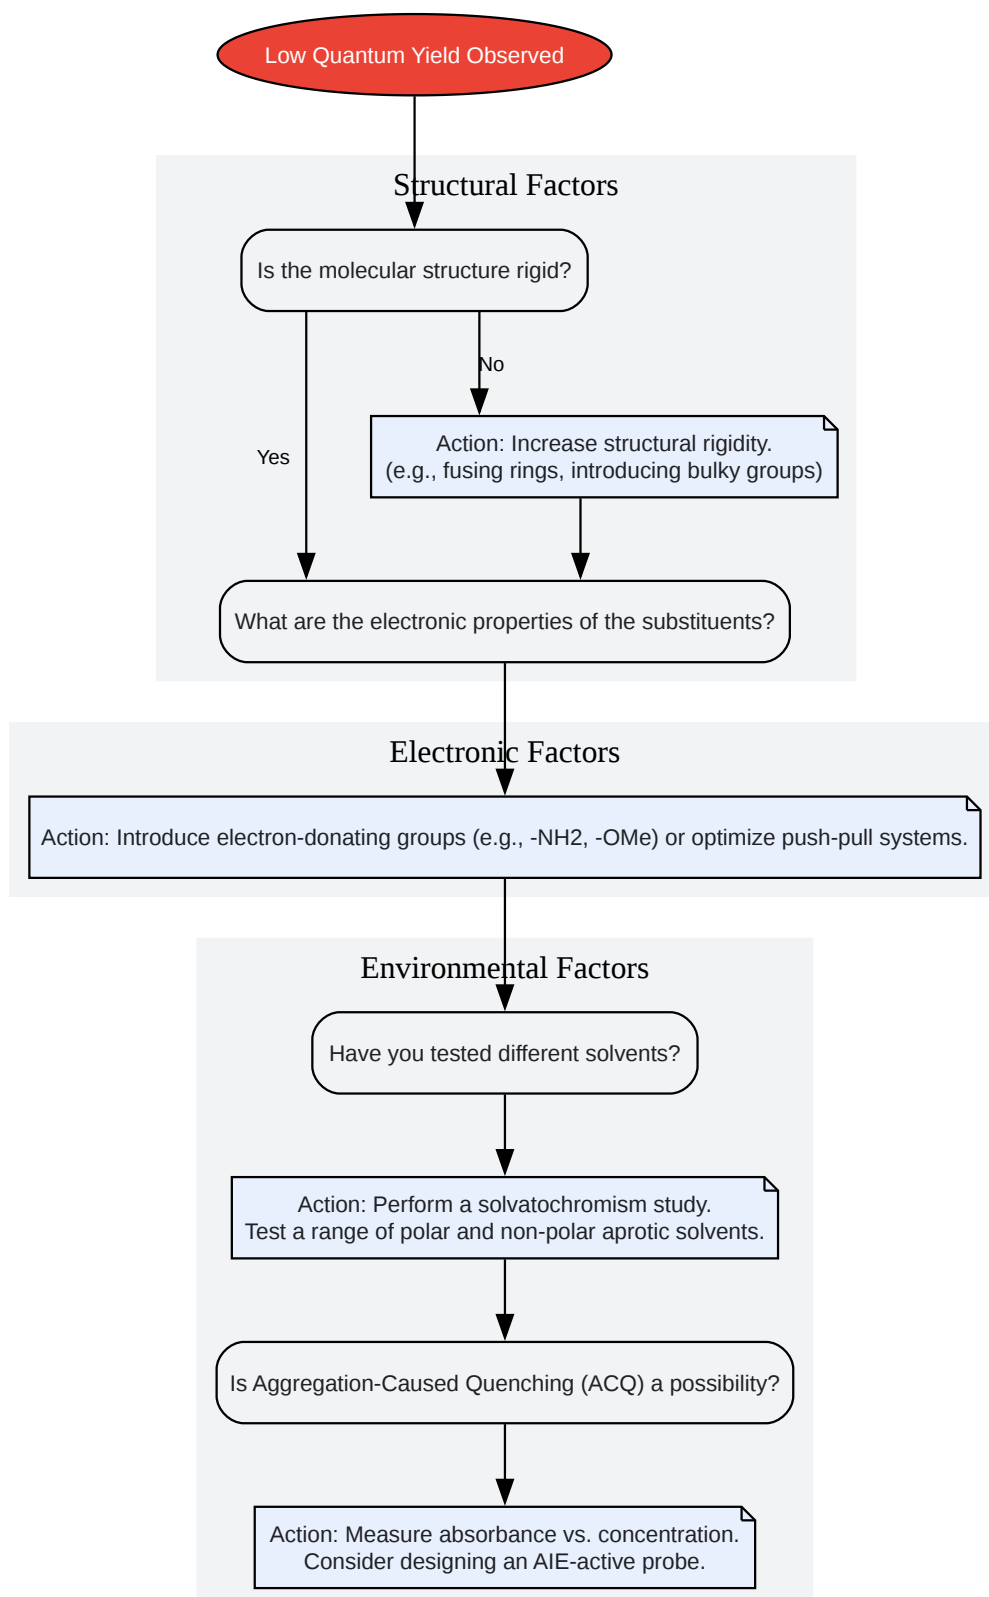 Low Quantum Yield Observed
Structural Factors
Is the molecular structure rigid?
No
Action: Increase structural rigidity.
(e.g., fusing rings, introducing bulky groups)
Yes
What are the electronic properties of the substituents?
Electronic Factors
Action: Introduce electron-donating groups (e.g., -NH2, -OMe) or optimize push-pull systems.
Environmental Factors
Have you tested different solvents?
Action: Perform a solvatochromism study.
Test a range of polar and non-polar aprotic solvents.
Is Aggregation-Caused Quenching (ACQ) a possibility?
Action: Measure absorbance vs. concentration.
Consider designing an AIE-active probe.